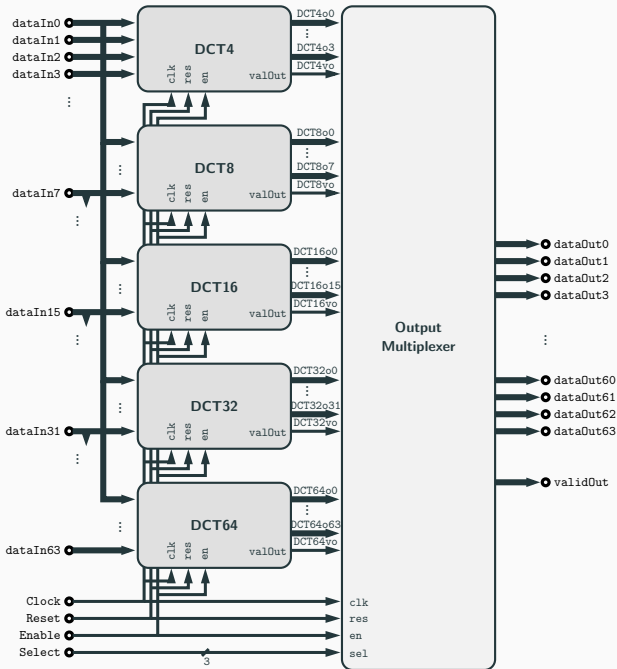 dataIn0
dataIn1
dataIn2
dataIn3
⋮
DCT4
clk
res
en
valOut
DCT4o0
⋮
DCT4o3
DCT4vo
⋮
dataIn7
⋮
DCT8
clk
res
en
valOut
DCT8o0
⋮
DCT8o7
DCT8vo
⋮
dataIn15
⋮
DCT16
clk
res
en
valOut
DCT16o0
⋮
DCT16o15
DCT16vo
⋮
dataIn31
⋮
DCT32
clk
res
en
valOut
DCT32o0
⋮
DCT32o31
DCT32vo
⋮
dataIn63
DCT64
clk
res
en
valOut
DCT64o0
⋮
DCT64o63
DCT64vo
Clock
Reset
Enable
Select
3
Output
Multiplexer
clk
res
en
sel
dataOut0
dataOut1
dataOut2
dataOut3
⋮
dataOut60
dataOut61
dataOut62
dataOut63
validOut